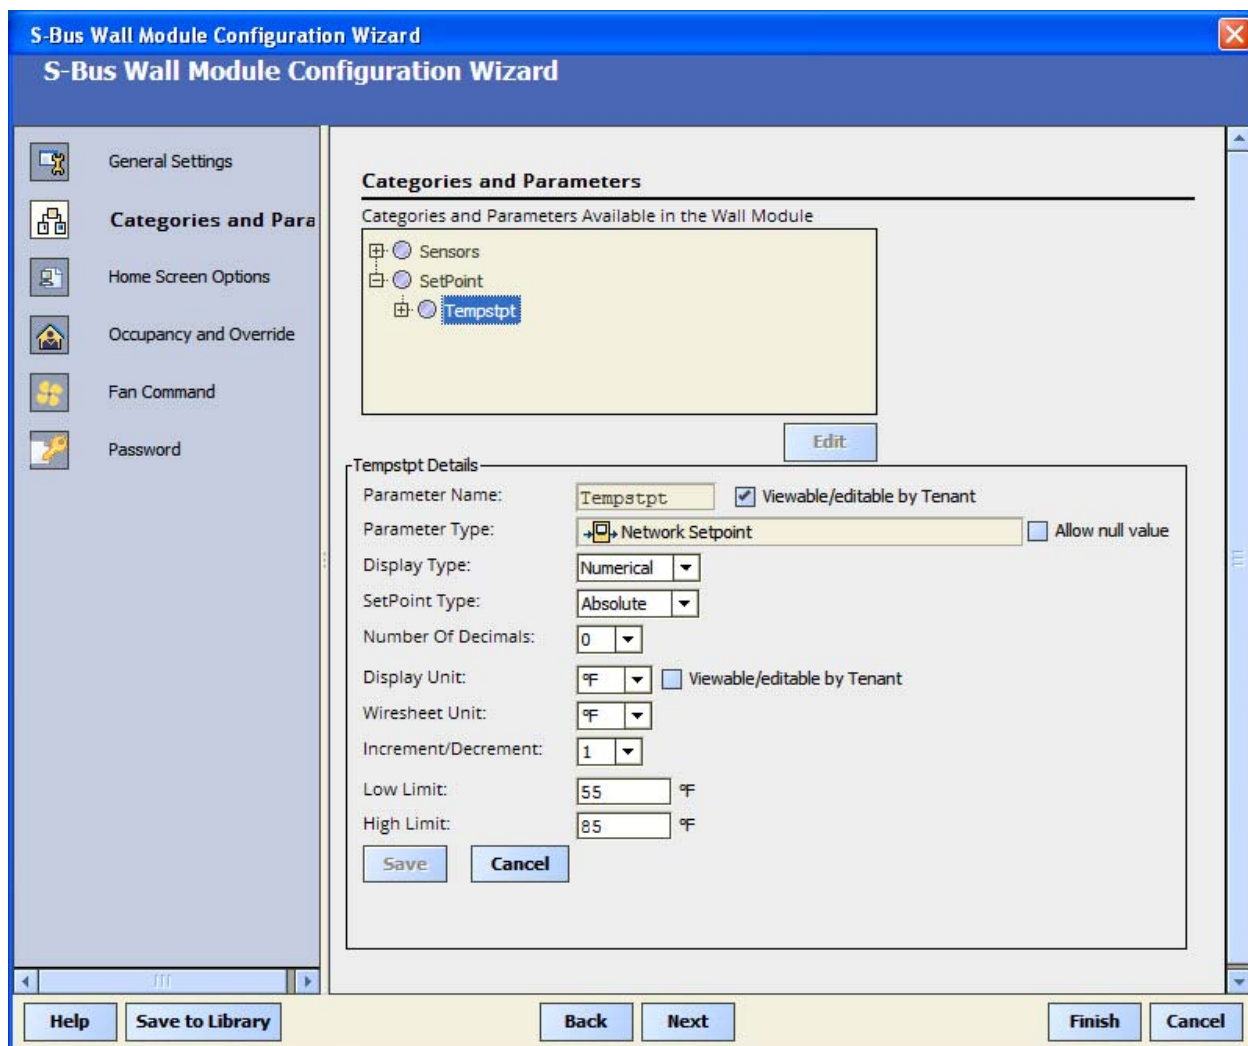 S-Bus Wall Module Configuration Wizard
S-Bus Wall Module Configuration Wizard
General Settings
Categories and Para
Home Screen Options
Occupancy and Override
Fan Command
Password
Categories and Parameters
Categories and Parameters Available in the Wall Module
Sensors
SetPoint
Tempstpt
Edit
Tempstpt Details
Parameter Name: Tempstpt Viewable/editable by Tenant
Parameter Type: Network Setpoint Allow null value
Display Type: Numerical
SetPoint Type: Absolute
Number Of Decimals: 0
Display Unit: °F Viewable/editable by Tenant
Wiresheet Unit: °F
Increment/Decrement: 1
Low Limit: 55 °F
High Limit: 85 °F
Save Cancel
Help Save to Library Back Next Finish Cancel